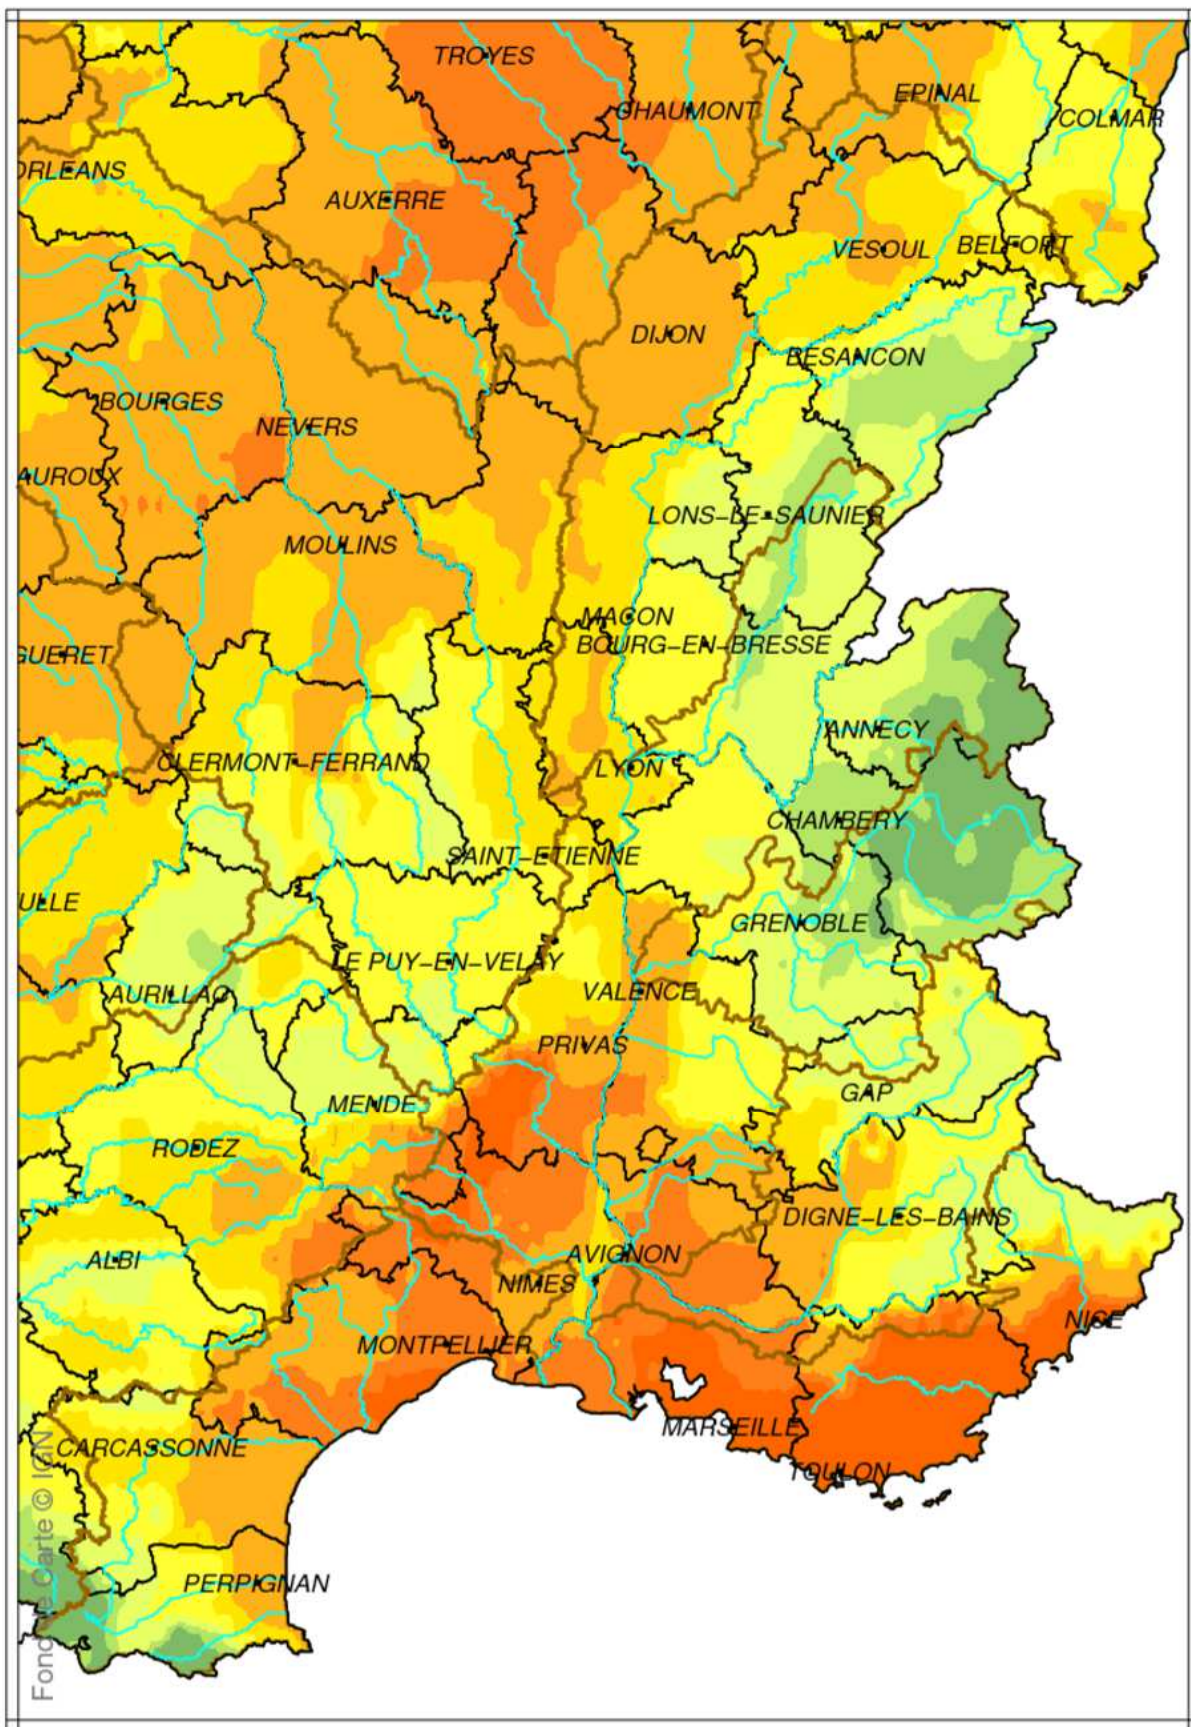 TROYES
EPINAL
CHAUMONT
COLMAR
ORLEANS
AUXERRE
VESOUL
BELFORT
DIJON
BESANCON
BOURGES
NEVERS
AUROUX
LONS-LE-SAUNIER
MOULINS
MACON
BOURG-EN-BRESSE
GUERET
ANNECY
CLERMONT-FERRAND
LYON
CHAMBERY
SAINT-ETIENNE
ULLE
GRENOBLE
LE PUY-EN-VELAY
AURILLAC
VALENCE
PRIVAS
GAP
MENDE
RODEZ
DIGNE-LES-BAINS
ALBI
AVIGNON
NIMES
NICE
MONTPELLIER
MARSEILLE
CARCASSONNE
TOULON
PERPIGNAN
Fond de Carte © IGN